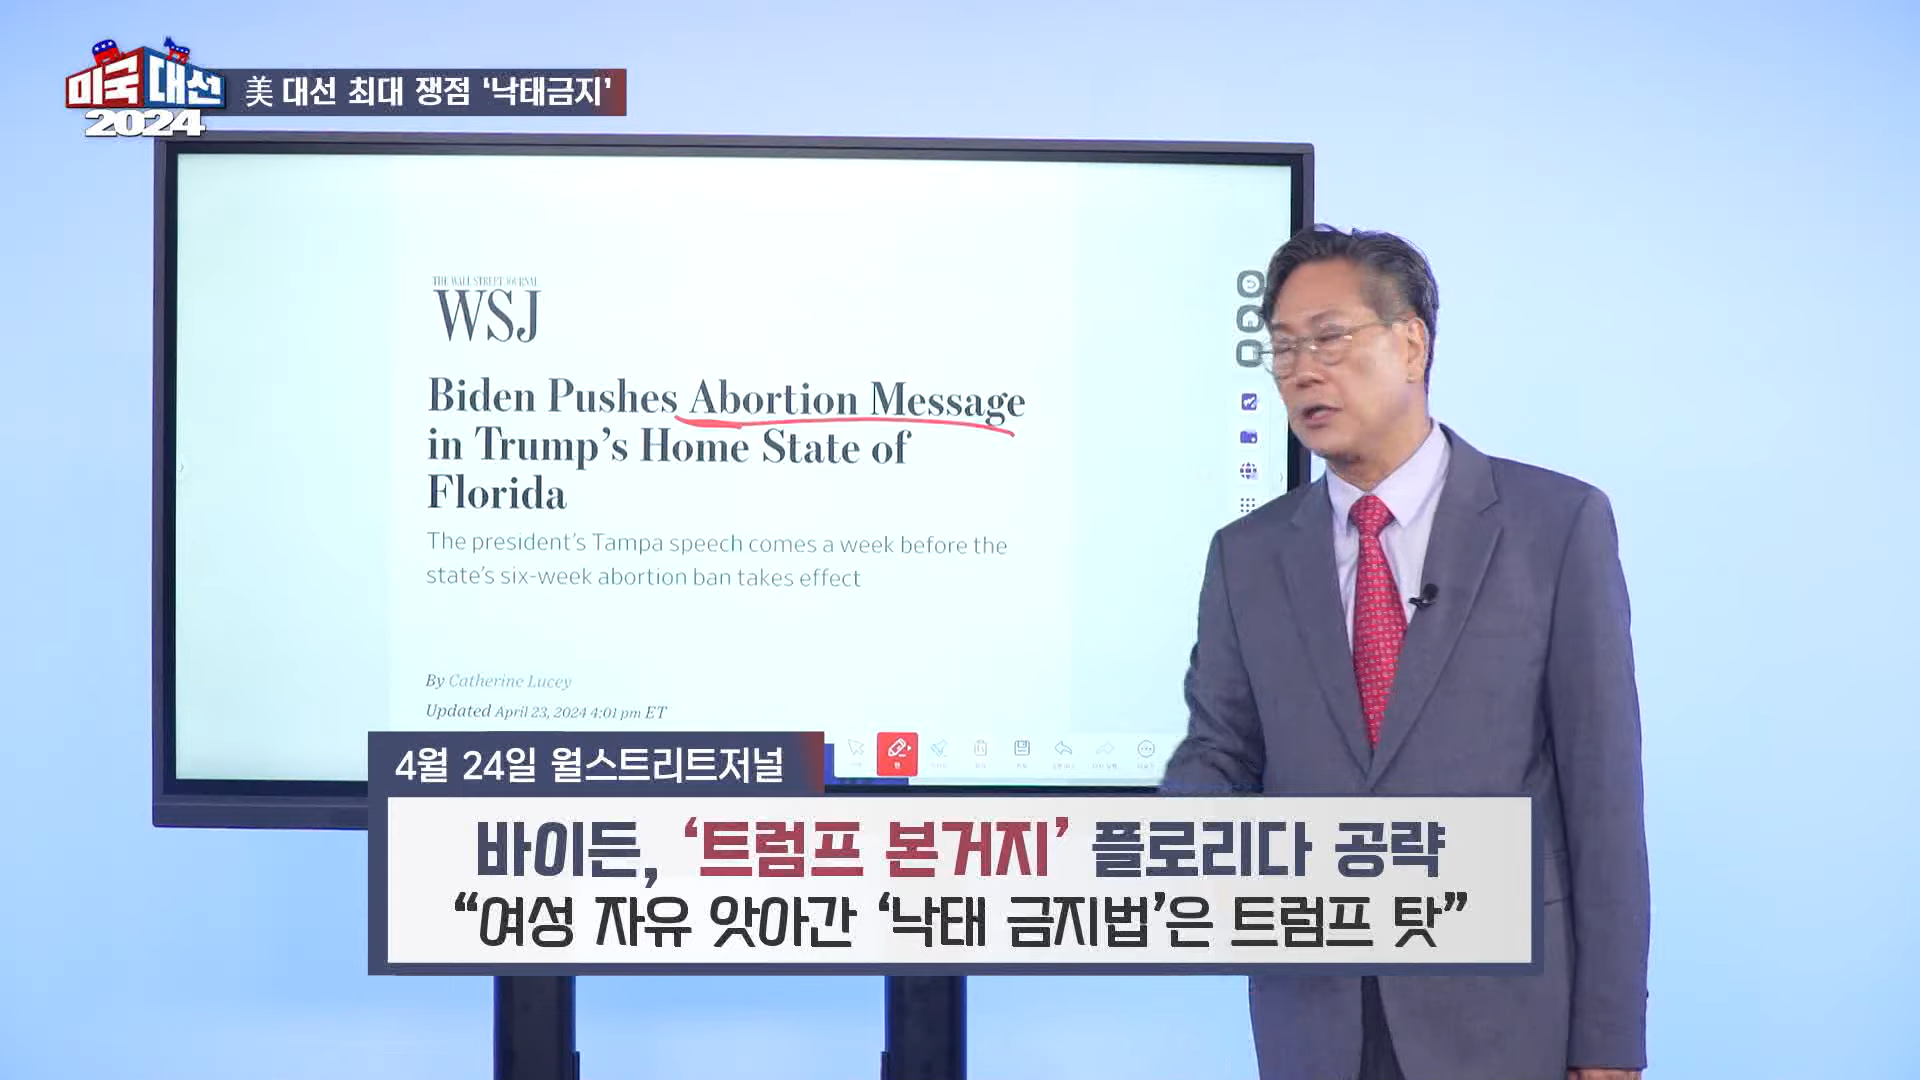 미국 대선
2024
美 대선 최대 쟁점 ‘낙태금지’
THE WALL STREET JOURNAL
WSJ
Biden Pushes Abortion Message
in Trump’s Home State of
Florida
The president’s Tampa speech comes a week before the
state’s six-week abortion ban takes effect
By Catherine Lucey
Updated April 23, 2024 4:01 pm ET
펜
4월 24일 월스트리트저널
바이든, ‘트럼프 본거지’ 플로리다 공략
“여성 자유 앗아간 ‘낙태 금지법’은 트럼프 탓”